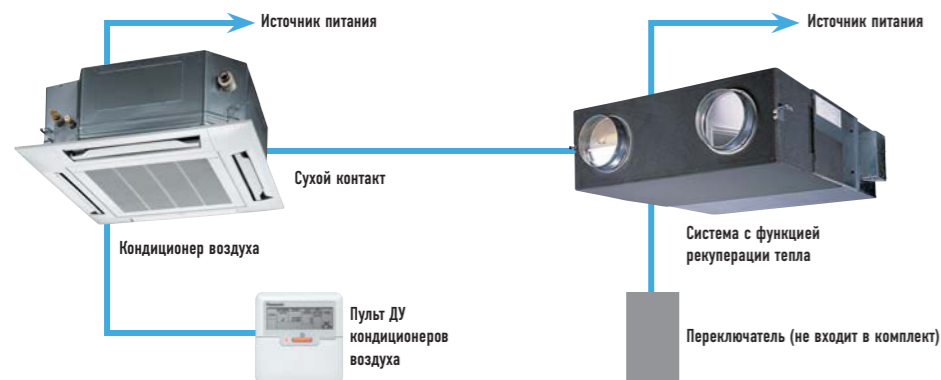 Источник питания
Источник питания
Сухой контакт
Кондиционер воздуха
Система с функцией
рекуперации тепла
Пульт ДУ
кондиционеров
воздуха
Переключатель (не входит в комплект)